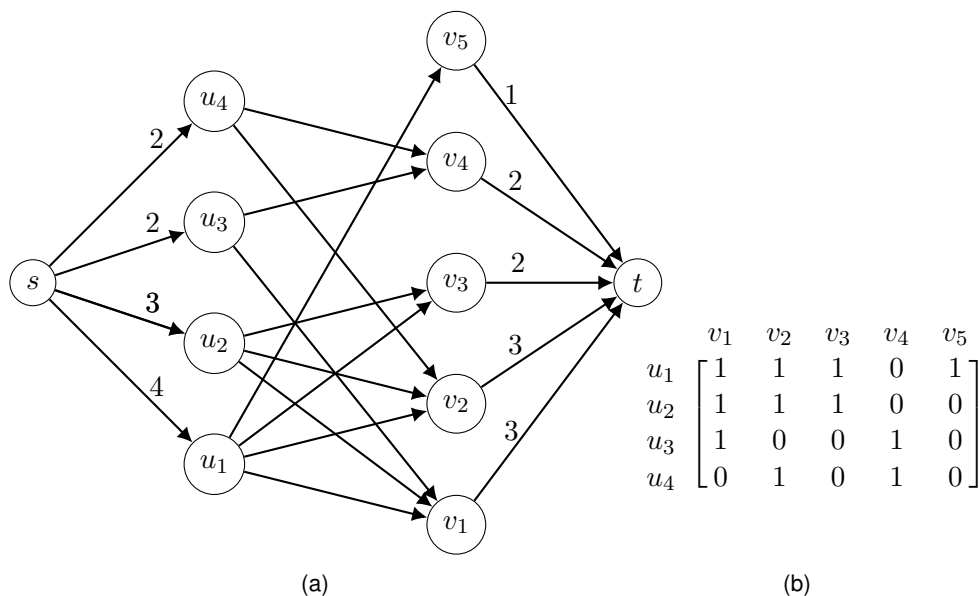 v₅
1
u₄
2
v₄
2
u₃
2
s
v₃
2
t
3
u₂
3
v₂
4
3
u₁
v₁
v₁ v₂ v₃ v₄ v₅
u₁ 1 1 1 0 1
u₂ 1 1 1 0 0
u₃ 1 0 0 1 0
u₄ 0 1 0 1 0
(a)
(b)